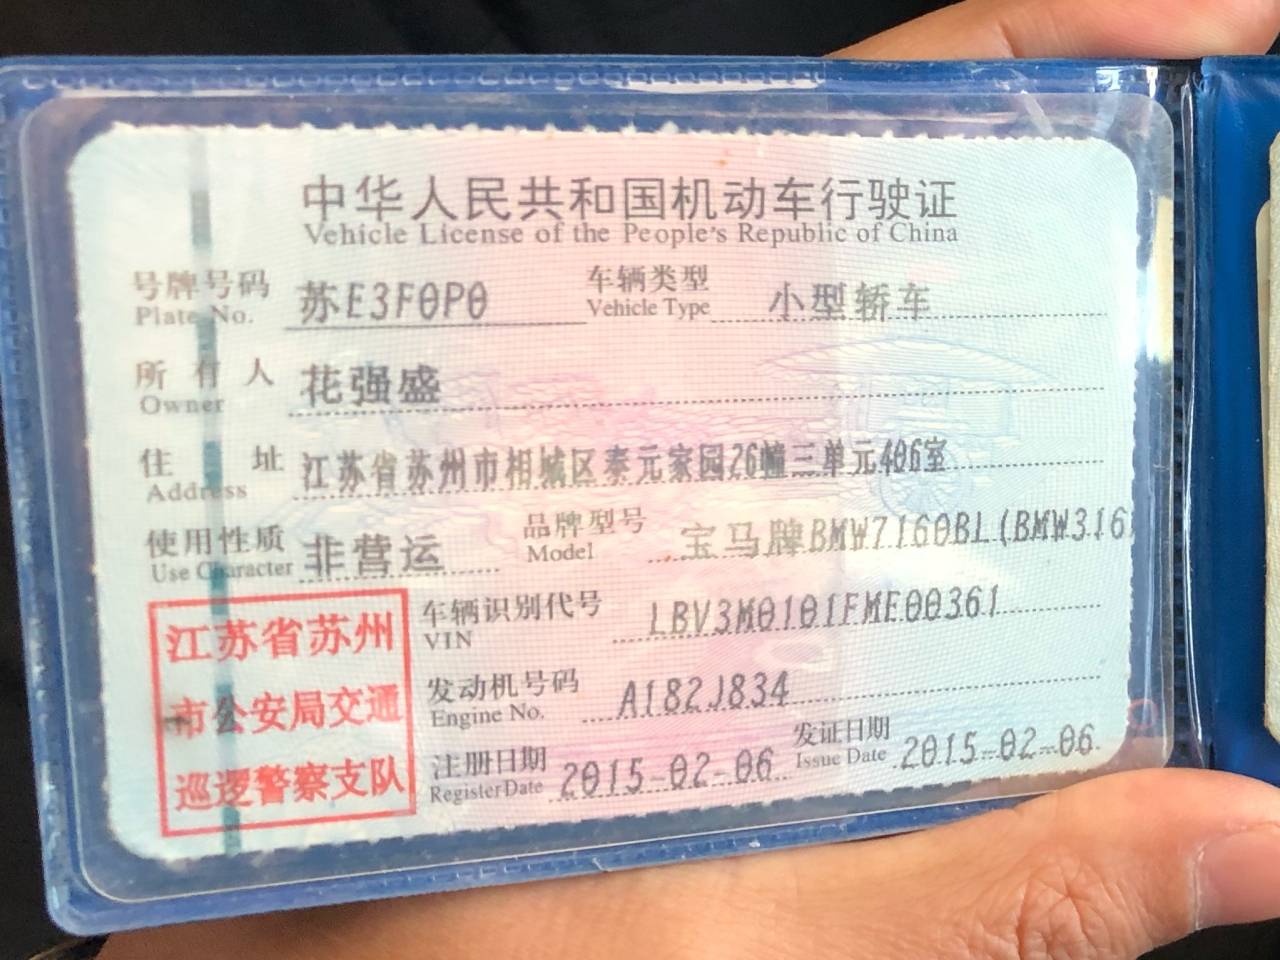 中华人民共和国机动车行驶证
Vehicle License of the People's Republic of China
号牌号码 苏E3F0P0 车辆类型 小型轿车
Plate No. Vehicle Type
所有人 花强盛
Owner
住址 江苏省苏州市相城区泰元家园26幢三单元406室
Address
使用性质 非营运 品牌型号 宝马牌BMW7160BL(BMW316
Use Character Model
江苏省苏州
市公安局交通
巡逻警察支队
车辆识别代号 LBV3M0101FME00361
VIN
发动机号码 A182J834
Engine No.
注册日期 2015-02-06 发证日期 2015-02-06
Register Date Issue Date